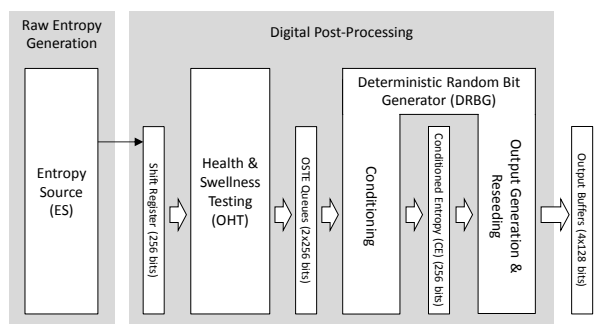 Raw Entropy
Generation
Digital Post-Processing
Entropy
Source
(ES)
Shift Register (256 bits)
Health &
Swellness
Testing
(OHT)
OSTE Queues (2x256 bits)
Deterministic Random Bit
Generator (DRBG)
Conditioning
Conditioned Entropy (CE) (256 bits)
Output Generation &
Reseeding
Output Buffers (4x128 bits)